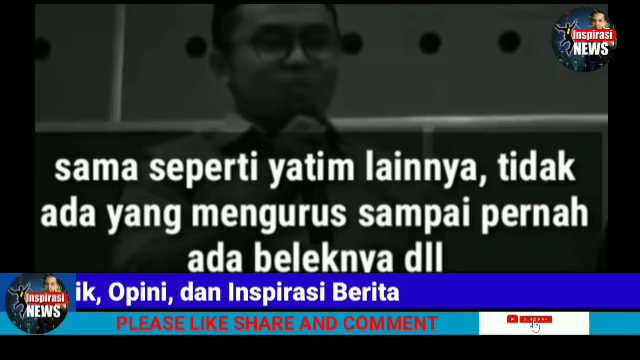 Inspirasi
NEWS
sama seperti yatim lainnya, tidak
ada yang mengurus sampai pernah
ada beleknya dll
Inspirasi
NEWS
ik, Opini, dan Inspirasi Berita
PLEASE LIKE SHARE AND COMMENT